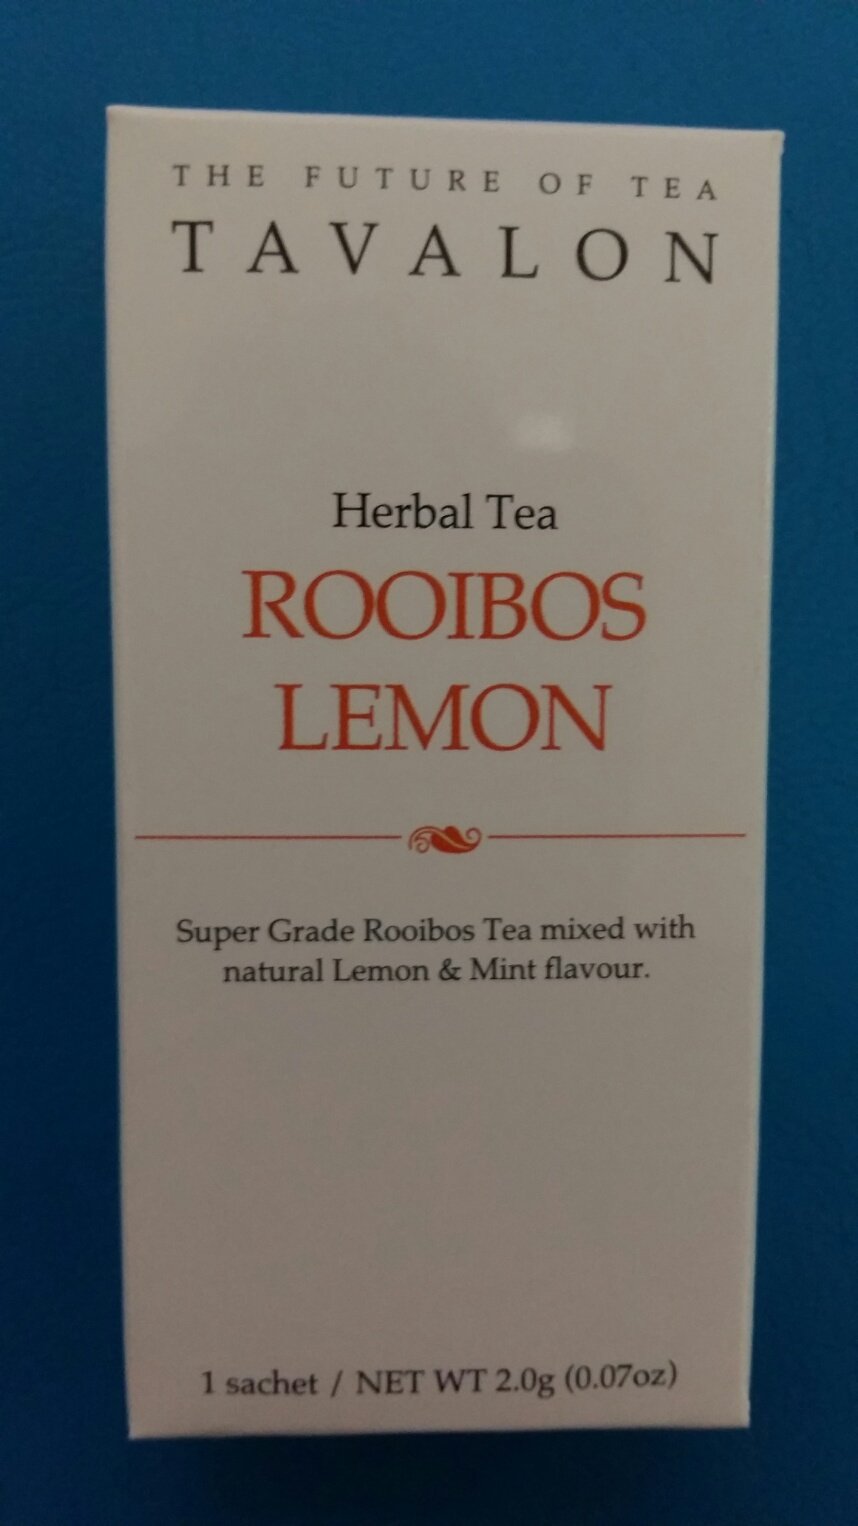 THE FUTURE OF TEA
TAVALON
Herbal Tea
ROOIBOS
LEMON
Super Grade Rooibos Tea mixed with
natural Lemon & Mint flavour.
1 sachet / NET WT 2.0g (0.07oz)